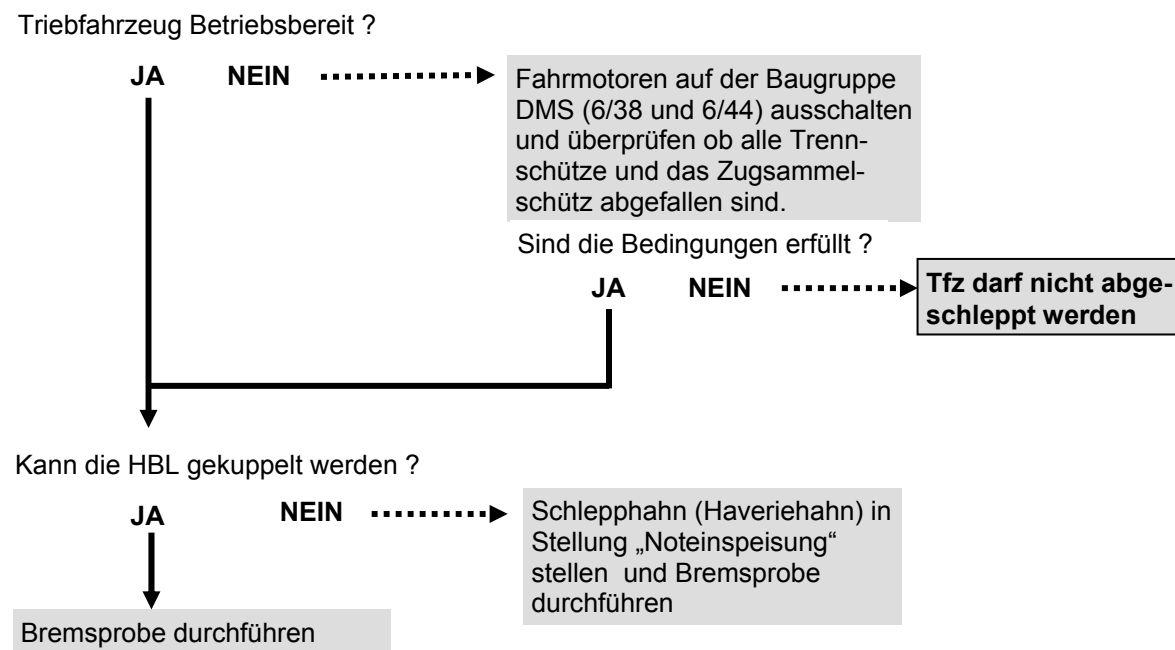 Triebfahrzeug Betriebsbereit ?
JA NEIN
Fahrmotoren auf der Baugruppe
DMS (6/38 und 6/44) ausschalten
und überprüfen ob alle Trenn-
schütze und das Zugsammel-
schütz abgefallen sind.
Sind die Bedingungen erfüllt ?
JA NEIN
Tfz darf nicht abge-
schleppt werden
Kann die HBL gekuppelt werden ?
JA NEIN
Schlepphahn (Haveriehahn) in
Stellung „Noteinspeisung“
stellen und Bremsprobe
durchführen
Bremsprobe durchführen